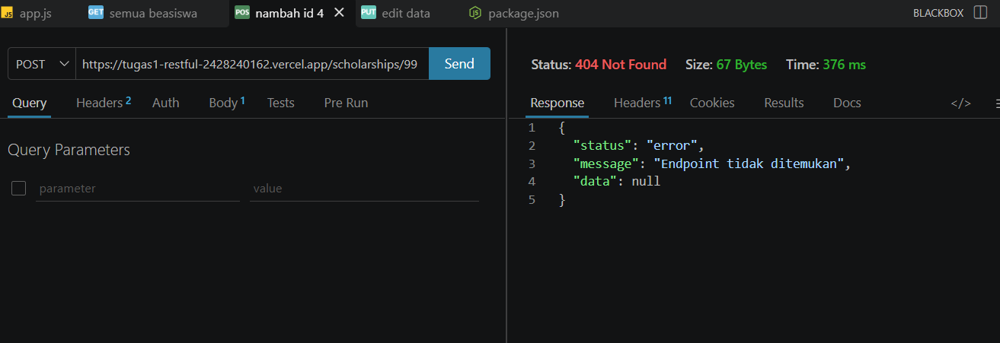 JS app.js GET semua beasiswa POS nambah id 4 PUT edit data package.json BLACKBOX
POST https://tugas1-restful-2428240162.vercel.app/scholarships/99 Send
Status: 404 Not Found Size: 67 Bytes Time: 376 ms
Query Headers 2 Auth Body 1 Tests Pre Run
Response Headers 11 Cookies Results Docs </>
Query Parameters
parameter value
1 {
2 "status": "error",
3 "message": "Endpoint tidak ditemukan",
4 "data": null
5 }